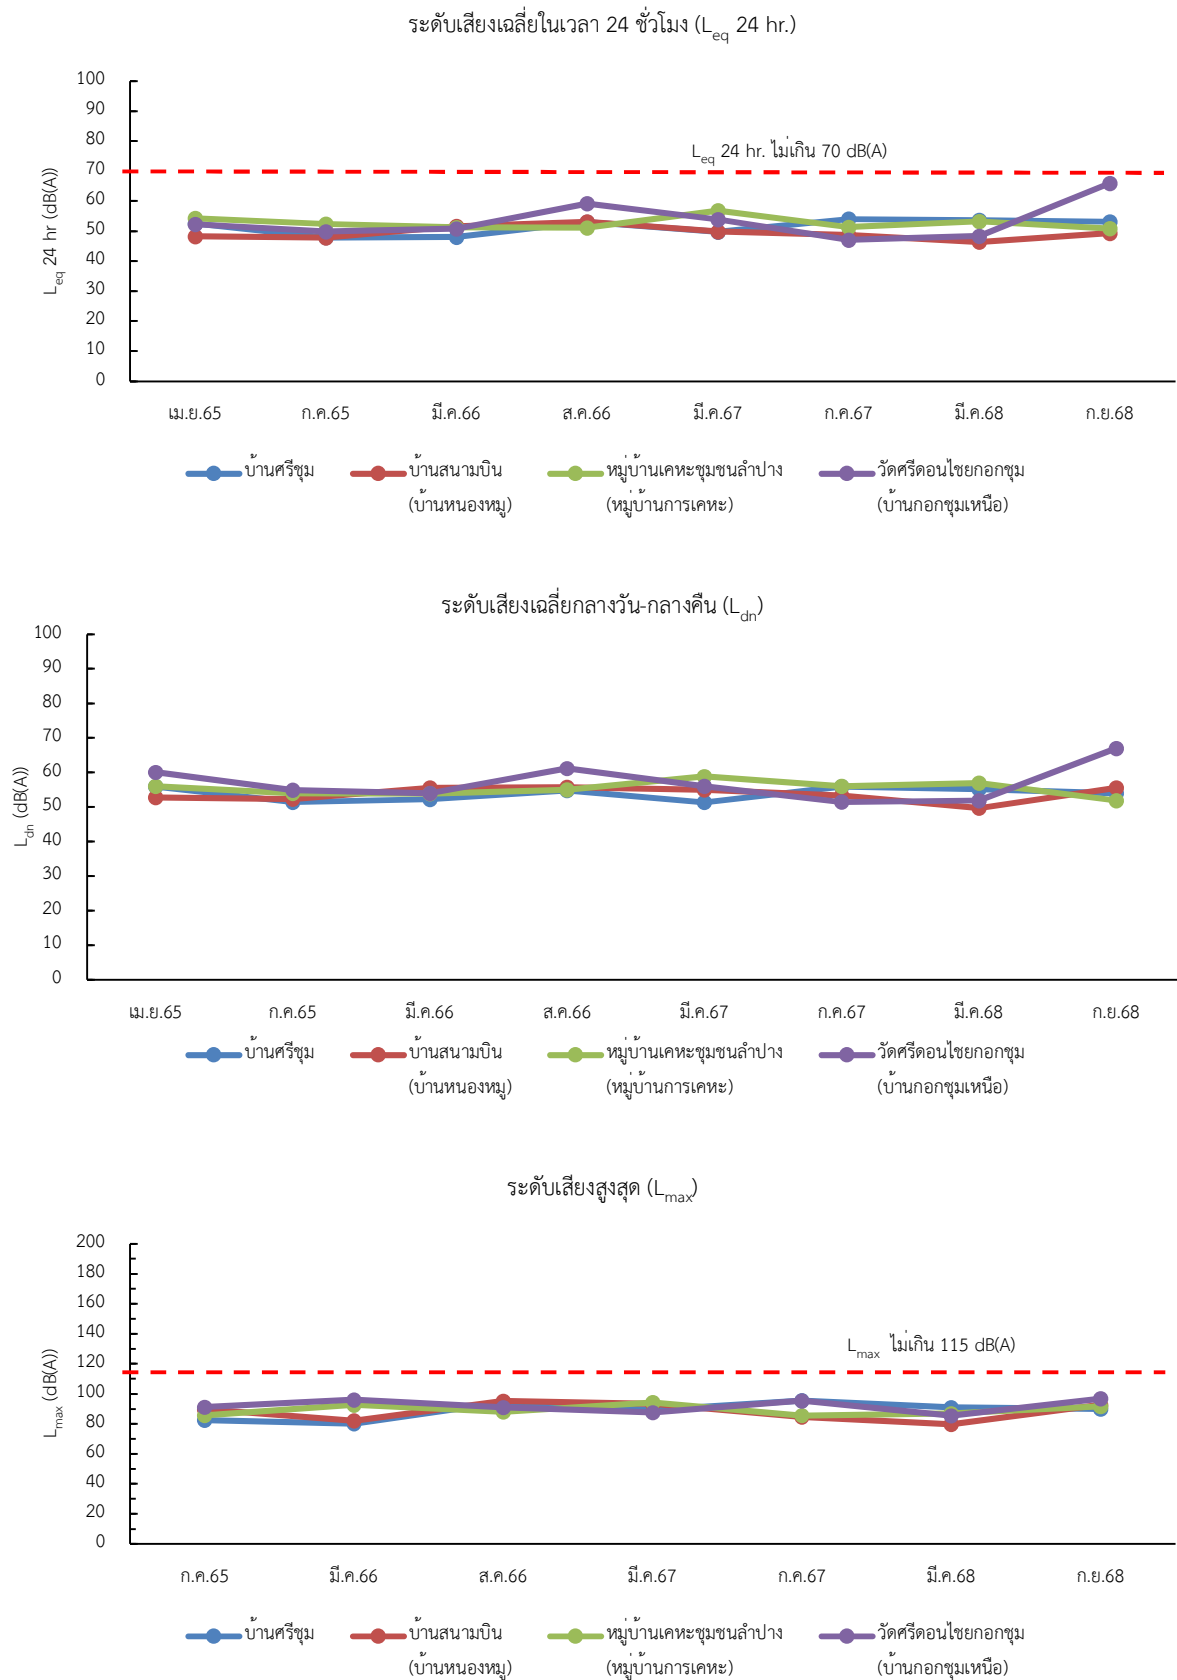 ระดับเสียงเฉลี่ยในเวลา 24 ชั่วโมง (Leq 24 hr.)
100
90
80
70
60
50
40
30
20
10
0
Leq 24 hr (dB(A))
Leq 24 hr. ไม่เกิน 70 dB(A)
เม.ย.65 ก.ค.65 มี.ค.66 ส.ค.66 มี.ค.67 ก.ค.67 มี.ค.68 ก.ย.68
บ้านศรีชุม บ้านสนามบิน หมู่บ้านเคหะชุมชนลำปาง วัดศรีดอนไชยกอกชุม
(บ้านหนองหมู) (หมู่บ้านการเคหะ) (บ้านกอกชุมเหนือ)
ระดับเสียงเฉลี่ยกลางวัน-กลางคืน (Ldn)
100
90
80
70
60
50
40
30
20
10
0
Ldn (dB(A))
เม.ย.65 ก.ค.65 มี.ค.66 ส.ค.66 มี.ค.67 ก.ค.67 มี.ค.68 ก.ย.68
บ้านศรีชุม บ้านสนามบิน หมู่บ้านเคหะชุมชนลำปาง วัดศรีดอนไชยกอกชุม
(บ้านหนองหมู) (หมู่บ้านการเคหะ) (บ้านกอกชุมเหนือ)
ระดับเสียงสูงสุด (Lmax)
200
180
160
140
120
100
80
60
40
20
0
Lmax (dB(A))
Lmax ไม่เกิน 115 dB(A)
ก.ค.65 มี.ค.66 ส.ค.66 มี.ค.67 ก.ค.67 มี.ค.68 ก.ย.68
บ้านศรีชุม บ้านสนามบิน หมู่บ้านเคหะชุมชนลำปาง วัดศรีดอนไชยกอกชุม
(บ้านหนองหมู) (หมู่บ้านการเคหะ) (บ้านกอกชุมเหนือ)